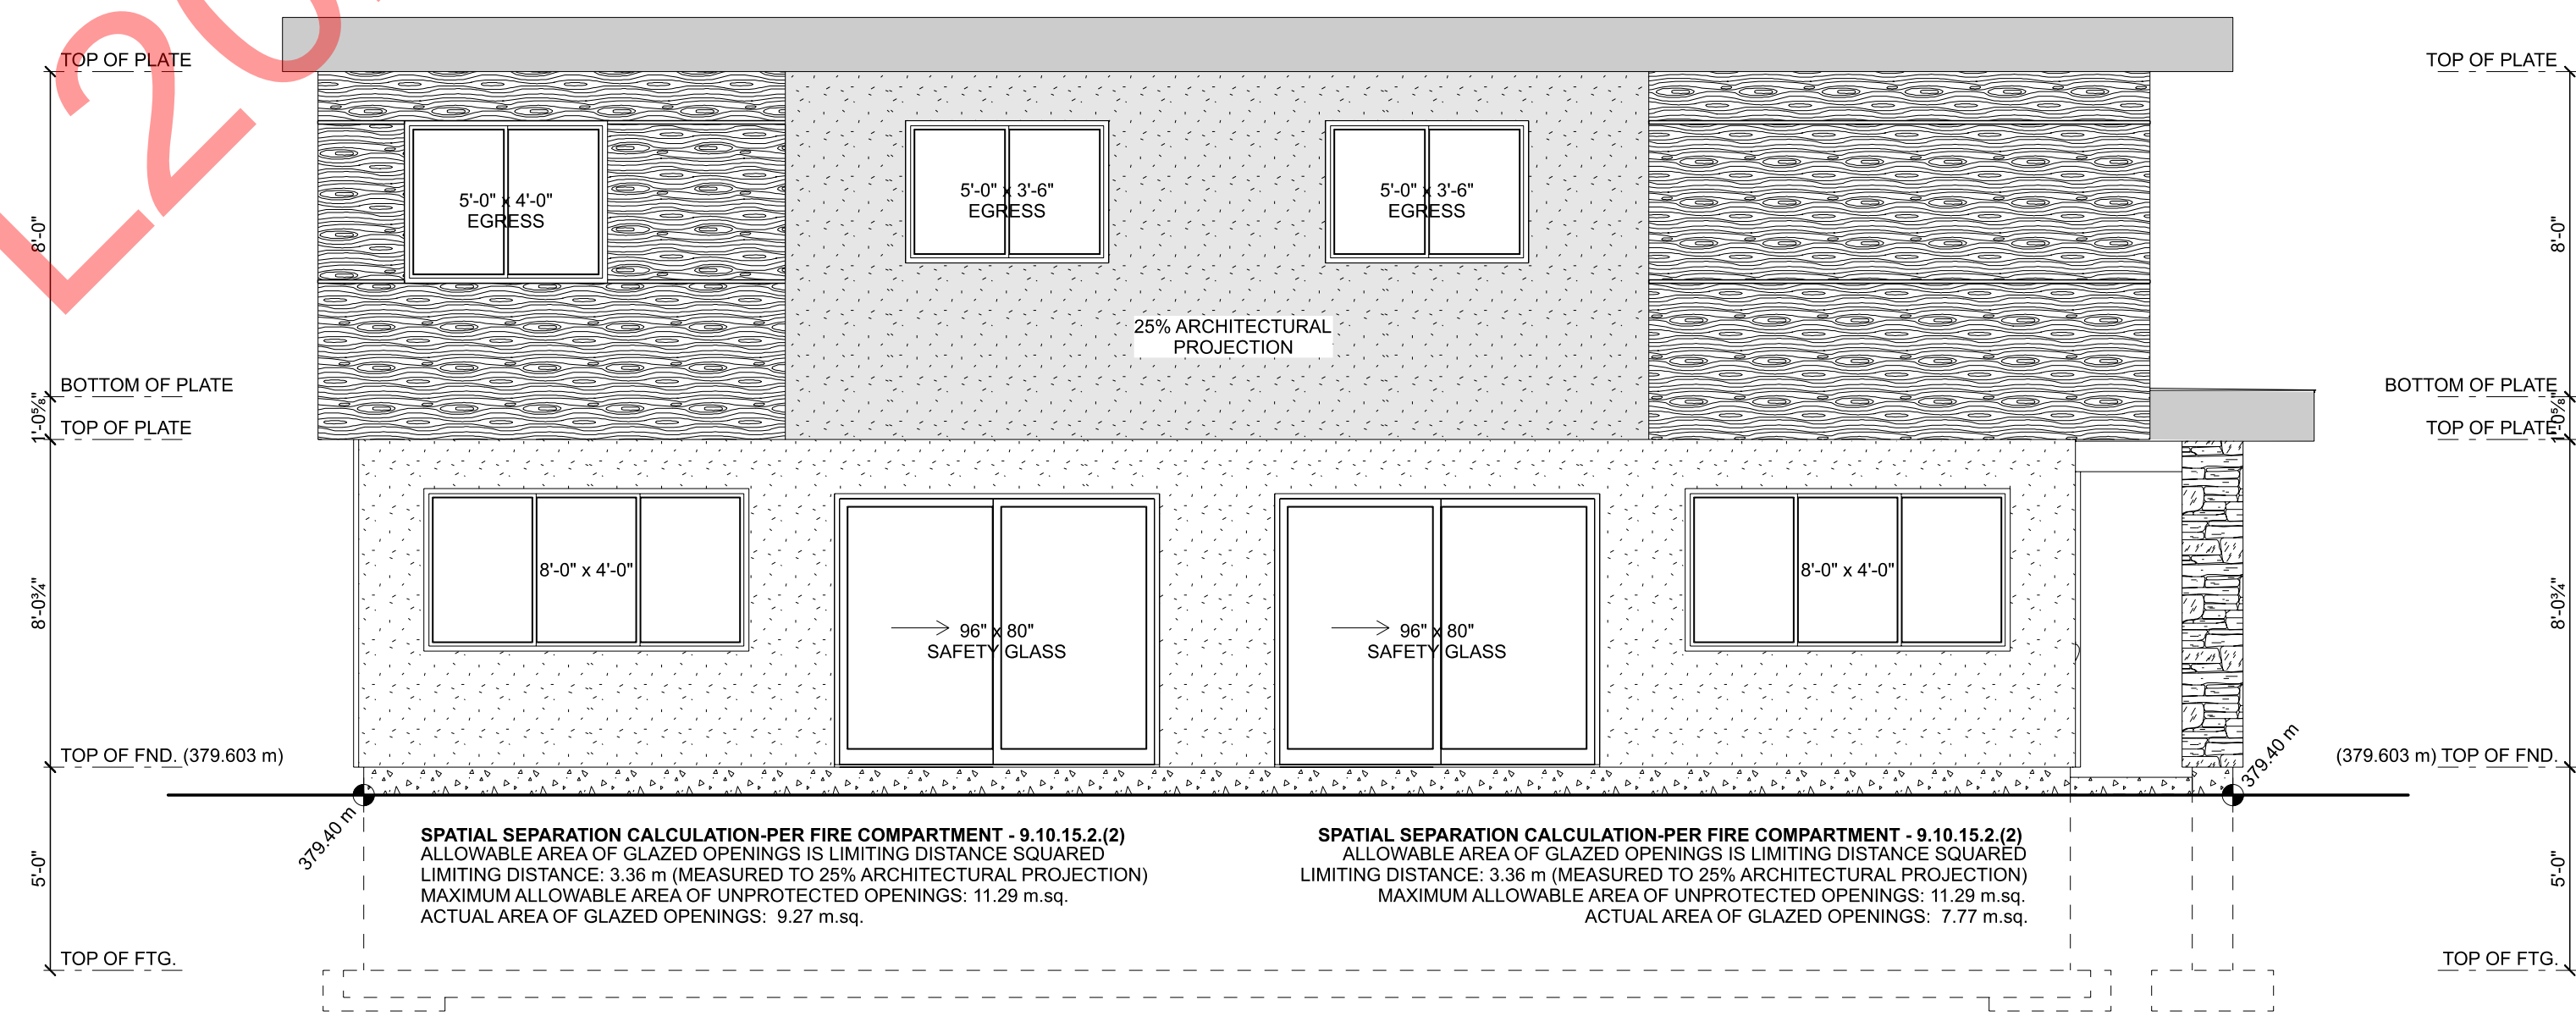 L20
TOP OF PLATE
TOP OF PLATE
5'-0" x 4'-0"
EGRESS
5'-0" x 3'-6"
EGRESS
5'-0" x 3'-6"
EGRESS
8'-0"
8'-0"
25% ARCHITECTURAL
PROJECTION
BOTTOM OF PLATE
BOTTOM OF PLATE
1'-0⅝"
1'-0⅝"
TOP OF PLATE
TOP OF PLATE
8'-0" x 4'-0"
8'-0" x 4'-0"
8'-0¾"
8'-0¾"
96" x 80"
SAFETY GLASS
96" x 80"
SAFETY GLASS
TOP OF FND. (379.603 m)
(379.603 m) TOP OF FND.
379.40 m
379.40 m
5'-0"
5'-0"
SPATIAL SEPARATION CALCULATION-PER FIRE COMPARTMENT - 9.10.15.2.(2)
ALLOWABLE AREA OF GLAZED OPENINGS IS LIMITING DISTANCE SQUARED
LIMITING DISTANCE: 3.36 m (MEASURED TO 25% ARCHITECTURAL PROJECTION)
MAXIMUM ALLOWABLE AREA OF UNPROTECTED OPENINGS: 11.29 m.sq.
ACTUAL AREA OF GLAZED OPENINGS: 9.27 m.sq.
SPATIAL SEPARATION CALCULATION-PER FIRE COMPARTMENT - 9.10.15.2.(2)
ALLOWABLE AREA OF GLAZED OPENINGS IS LIMITING DISTANCE SQUARED
LIMITING DISTANCE: 3.36 m (MEASURED TO 25% ARCHITECTURAL PROJECTION)
MAXIMUM ALLOWABLE AREA OF UNPROTECTED OPENINGS: 11.29 m.sq.
ACTUAL AREA OF GLAZED OPENINGS: 7.77 m.sq.
TOP OF FTG.
TOP OF FTG.